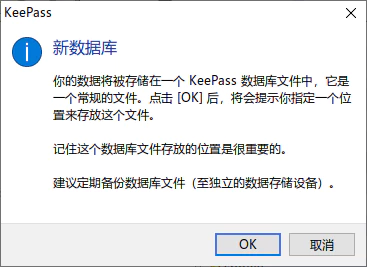 KeePass
新数据库
你的数据将被存储在一个 KeePass 数据库文件中，它是
一个常规的文件。点击 [OK] 后，将会提示你指定一个位
置来存放这个文件。
记住这个数据库文件存放的位置是很重要的。
建议定期备份数据库文件（至独立的数据存储设备）。
OK
取消